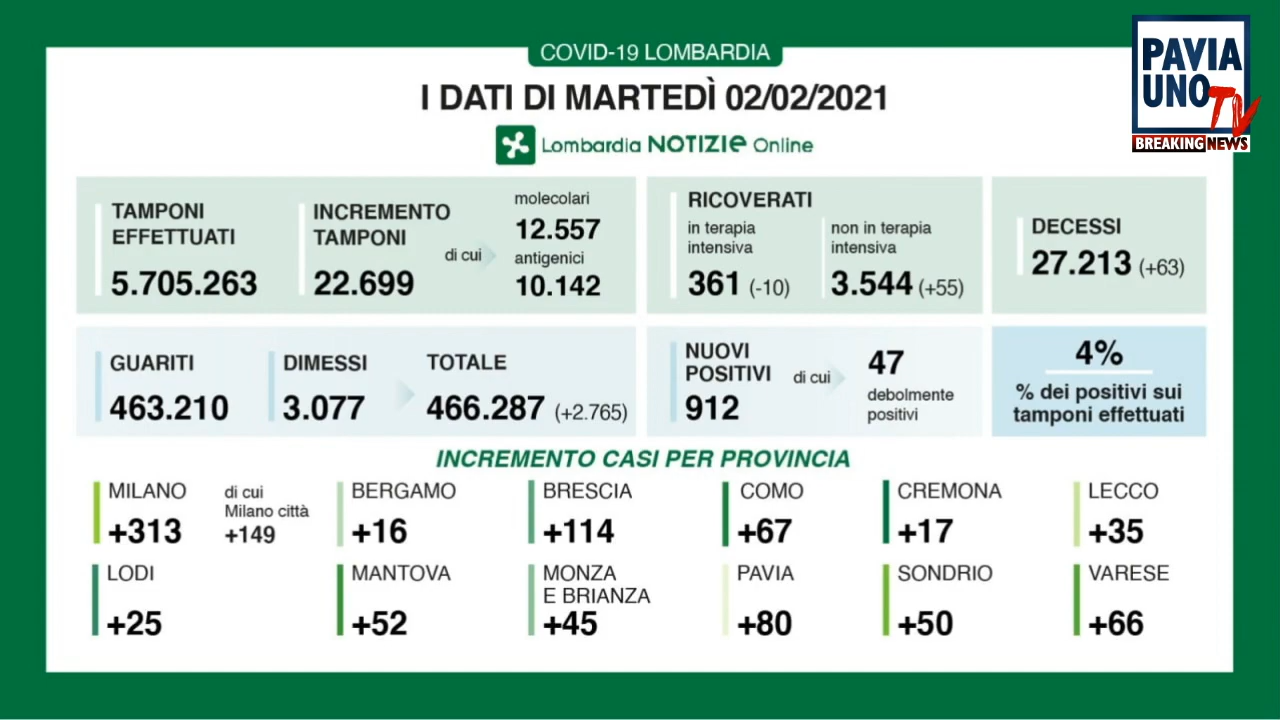 COVID-19 LOMBARDIA
PAVIA
UNO
TV
BREAKING NEWS
I DATI DI MARTEDÌ 02/02/2021
Lombardia NOTIZIE Online
TAMPONI
EFFETTUATI
5.705.263
INCREMENTO
TAMPONI
22.699
di cui
molecolari
12.557
antigenici
10.142
RICOVERATI
in terapia
intensiva
361 (-10)
non in terapia
intensiva
3.544 (+55)
DECESSI
27.213 (+63)
GUARITI
463.210
DIMESSI
3.077
TOTALE
466.287 (+2.765)
NUOVI
POSITIVI
912
di cui
47
debolmente
positivi
4%
% dei positivi sui
tamponi effettuati
INCREMENTO CASI PER PROVINCIA
MILANO
+313
di cui
Milano città
+149
BERGAMO
+16
BRESCIA
+114
COMO
+67
CREMONA
+17
LECCO
+35
LODI
+25
MANTOVA
+52
MONZA
E BRIANZA
+45
PAVIA
+80
SONDRIO
+50
VARESE
+66